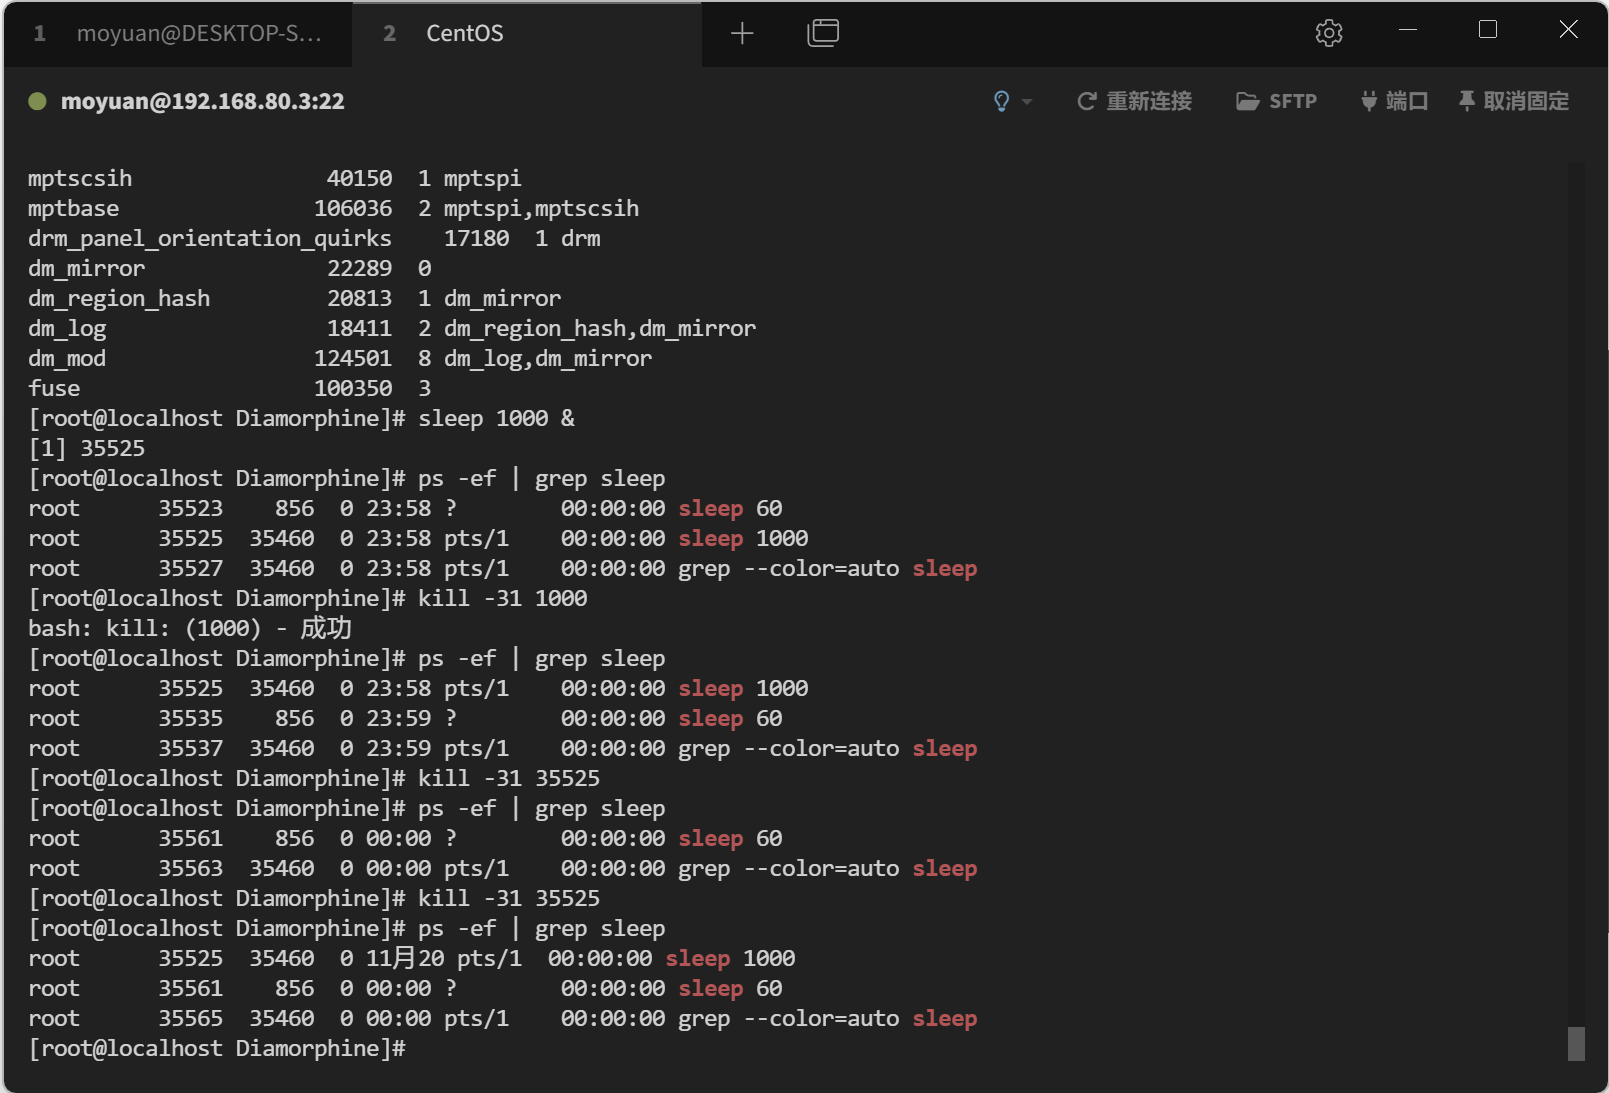 1 moyuan@DESKTOP-S... 2 CentOS
moyuan@192.168.80.3:22 重新连接 SFTP 端口 取消固定
mptscsih               40150  1 mptspi
mptbase               106036  2 mptspi,mptscsih
drm_panel_orientation_quirks    17180  1 drm
dm_mirror              22289  0
dm_region_hash         20813  1 dm_mirror
dm_log                 18411  2 dm_region_hash,dm_mirror
dm_mod                124501  8 dm_log,dm_mirror
fuse                  100350  3
[root@localhost Diamorphine]# sleep 1000 &
[1] 35525
[root@localhost Diamorphine]# ps -ef | grep sleep
root      35523    856  0 23:58 ?        00:00:00 sleep 60
root      35525  35460  0 23:58 pts/1    00:00:00 sleep 1000
root      35527  35460  0 23:58 pts/1    00:00:00 grep --color=auto sleep
[root@localhost Diamorphine]# kill -31 1000
bash: kill: (1000) - 成功
[root@localhost Diamorphine]# ps -ef | grep sleep
root      35525  35460  0 23:58 pts/1    00:00:00 sleep 1000
root      35535    856  0 23:59 ?        00:00:00 sleep 60
root      35537  35460  0 23:59 pts/1    00:00:00 grep --color=auto sleep
[root@localhost Diamorphine]# kill -31 35525
[root@localhost Diamorphine]# ps -ef | grep sleep
root      35561    856  0 00:00 ?        00:00:00 sleep 60
root      35563  35460  0 00:00 pts/1    00:00:00 grep --color=auto sleep
[root@localhost Diamorphine]# kill -31 35525
[root@localhost Diamorphine]# ps -ef | grep sleep
root      35525  35460  0 11月20 pts/1  00:00:00 sleep 1000
root      35561    856  0 00:00 ?        00:00:00 sleep 60
root      35565  35460  0 00:00 pts/1    00:00:00 grep --color=auto sleep
[root@localhost Diamorphine]#